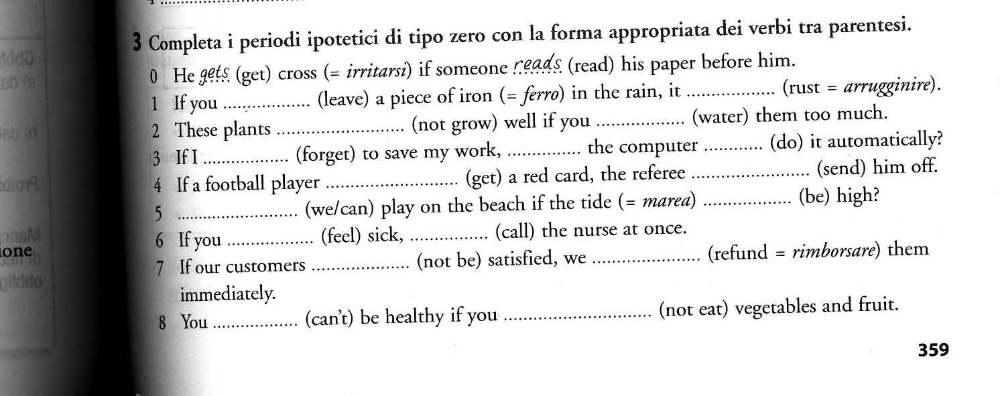 3 Completa i periodi ipotetici di tipo zero con la forma appropriata dei verbi tra parentesi.
0 He gets (get) cross (= irritarsi) if someone reads (read) his paper before him.
1 If you .................. (leave) a piece of iron (= ferro) in the rain, it .................. (rust = arrugginire).
2 These plants .......................... (not grow) well if you .................. (water) them too much.
3 If I .................. (forget) to save my work, ............... the computer ............ (do) it automatically?
4 If a football player ........................... (get) a red card, the referee ........................ (send) him off.
5 ......................... (we/can) play on the beach if the tide (= marea) .................. (be) high?
6 If you .................. (feel) sick, ................ (call) the nurse at once.
7 If our customers .................... (not be) satisfied, we ...................... (refund = rimborsare) them
immediately.
8 You .................. (can't) be healthy if you .............................. (not eat) vegetables and fruit.
ione
359